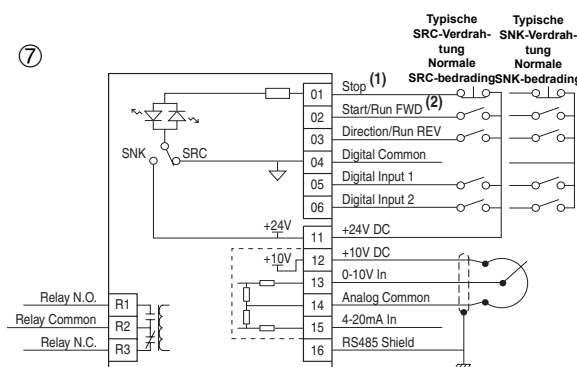 7
Typische
SRC-Verdrah-
tung
Normale
SRC-bedrading
Typische
SNK-Verdrah-
tung
Normale
SNK-bedrading
01 Stop (1)
02 Start/Run FWD (2)
03 Direction/Run REV
SNK SRC
04 Digital Common
05 Digital Input 1
06 Digital Input 2
+24V
11 +24V DC
+10V
12 +10V DC
13 0-10V In
14 Analog Common
15 4-20mA In
16 RS485 Shield
Relay N.O. R1
Relay Common R2
Relay N.C. R3